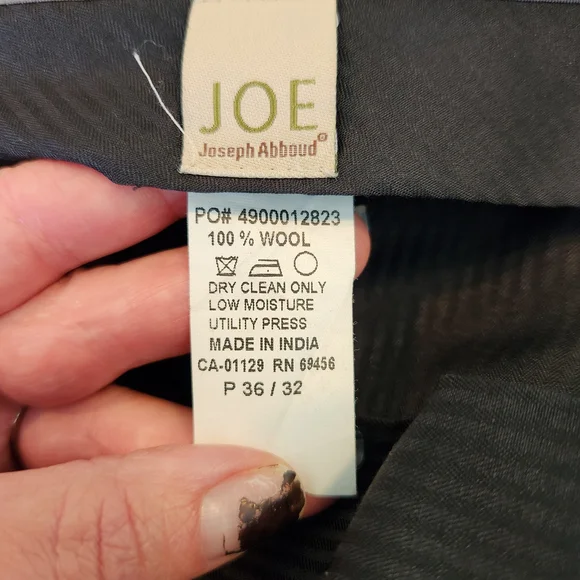 JOE
Joseph Abboud®
PO# 4900012823
100 % WOOL
DRY CLEAN ONLY
LOW MOISTURE
UTILITY PRESS
MADE IN INDIA
CA-01129 RN 69456
P 36 / 32